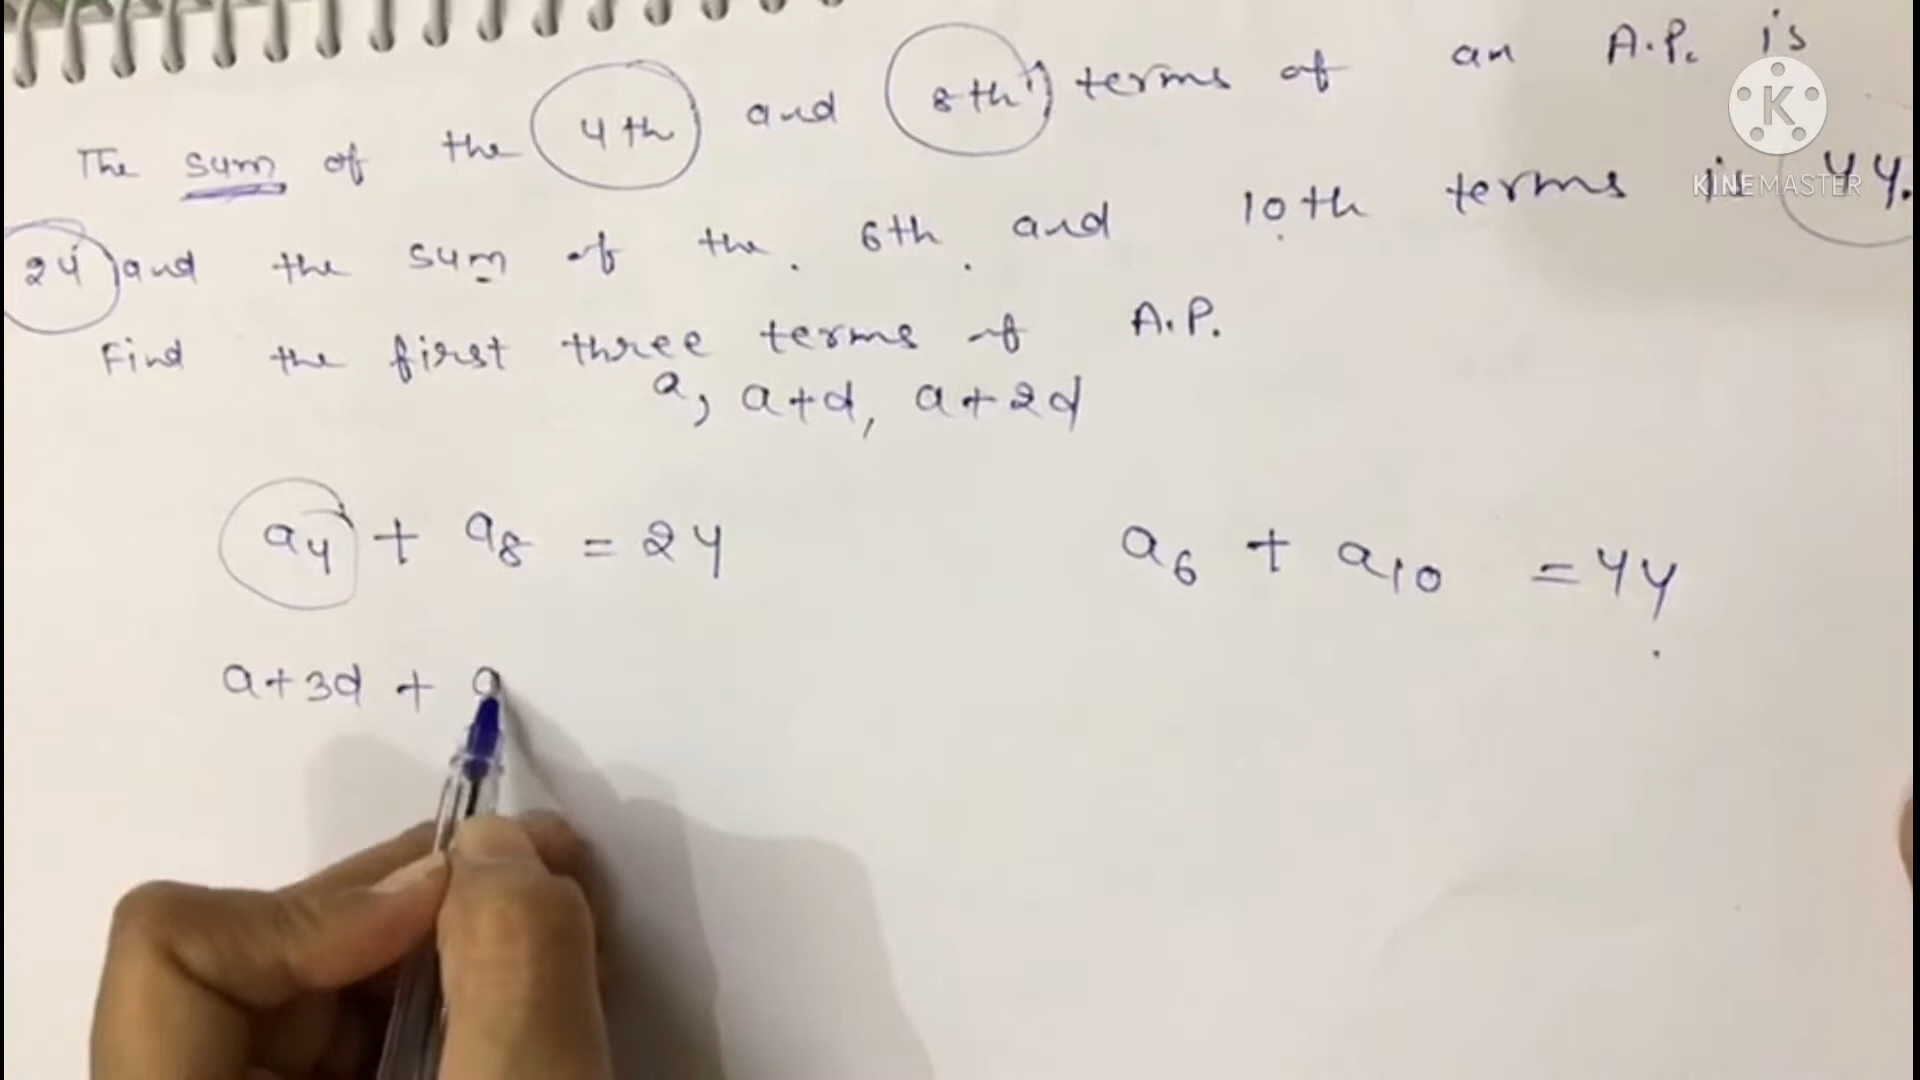 The sum of the 4th and 8th terms of an A.P. is
24 and the sum of the 6th and 10th terms is 44.
Find the first three terms of A.P.
a, a+d, a+2d
a4 + a8 = 24
a6 + a10 = 44
a+3d + a
K
KINEMASTER